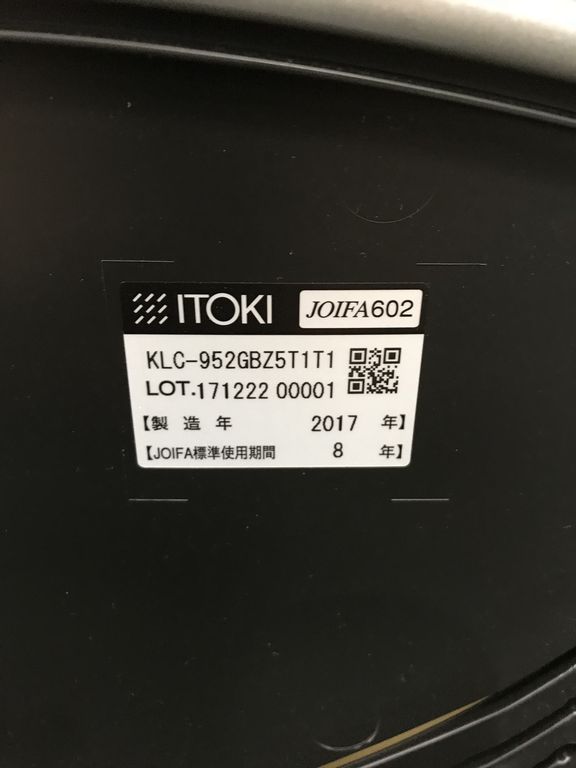 ITOKI JOIFA602
KLC-952GBZ5T1T1
LOT.171222 00001
【製造年 2017 年】
【JOIFA標準使用期間 8 年】